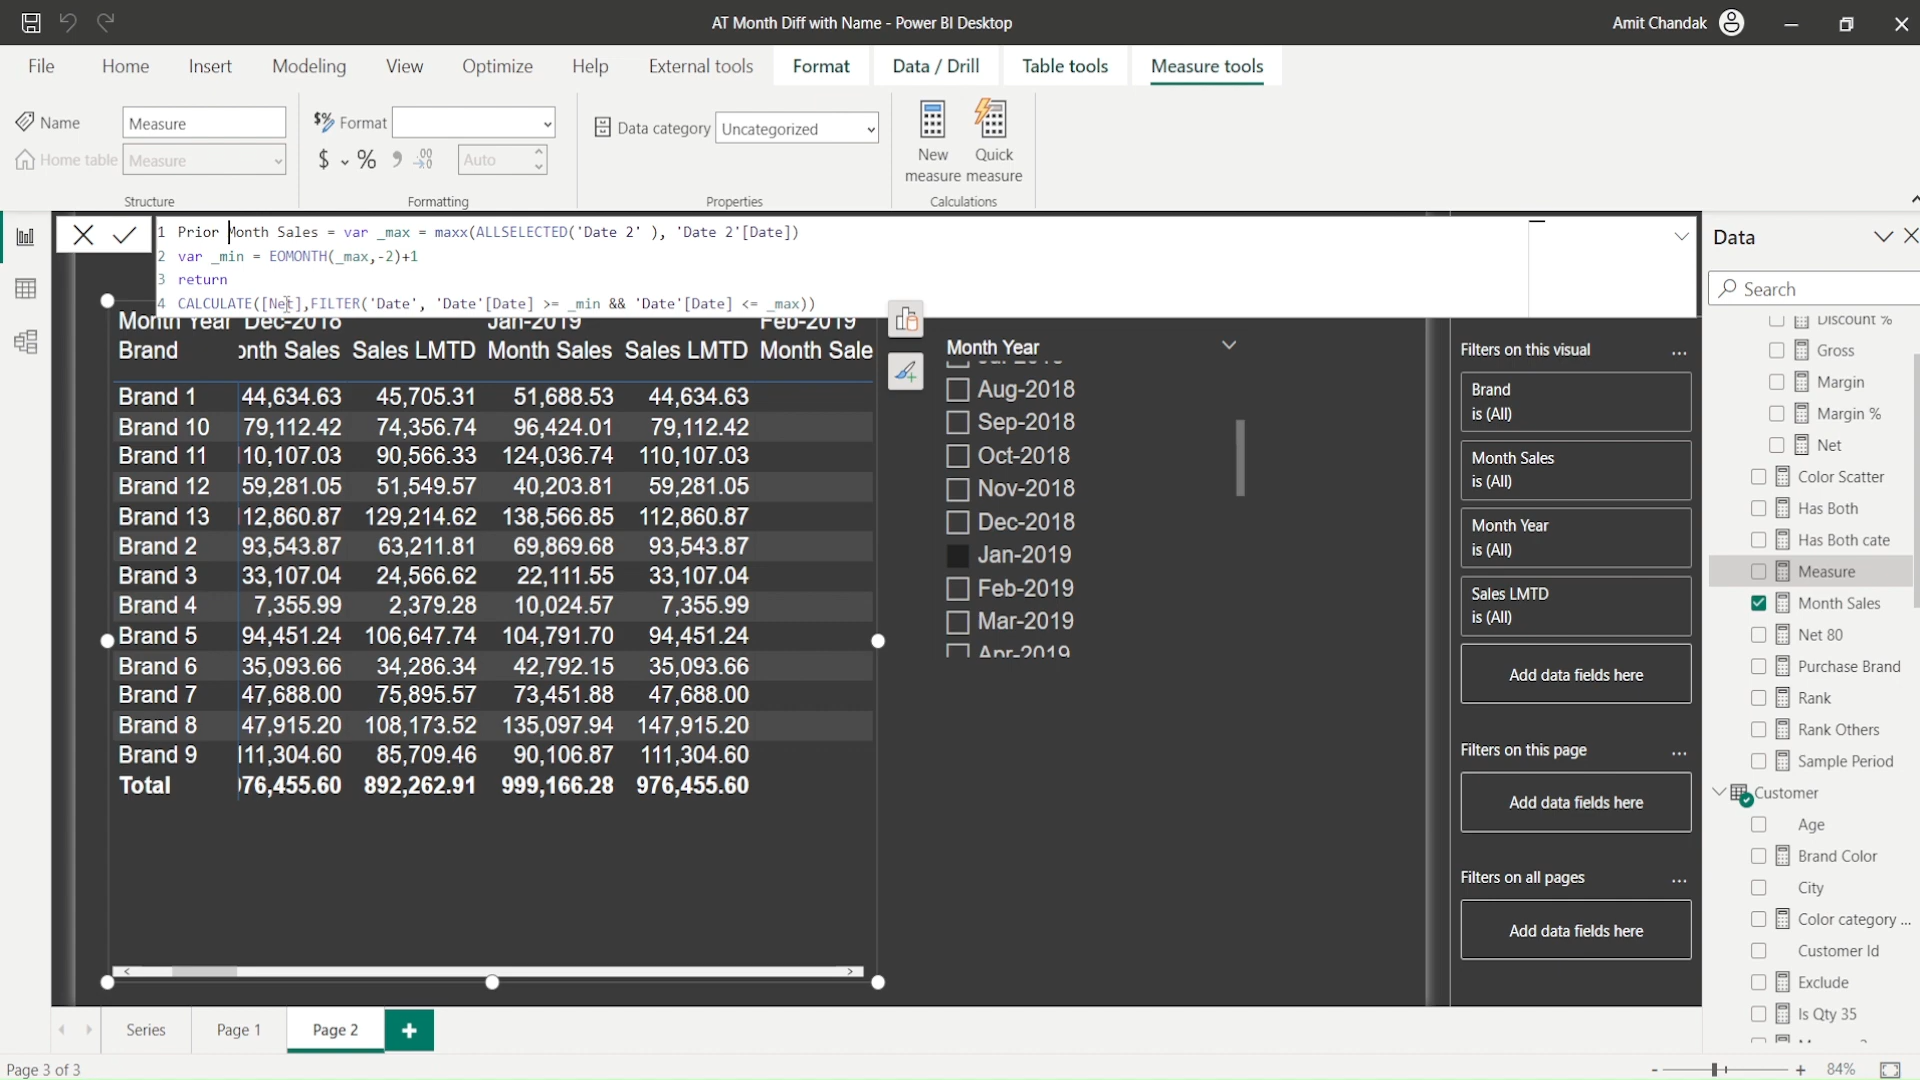 AT Month Diff with Name - Power BI Desktop
Amit Chandak
File Home Insert Modeling View Optimize Help External tools Format Data / Drill Table tools Measure tools
Name Measure
Home table Measure
Structure
$% Format
$ % 9 .00
Auto
Formatting
Data category Uncategorized
Properties
New measure
Quick measure
Calculations
1 Prior Month Sales = var _max = maxx(ALLSELECTED('Date 2' ), 'Date 2'[Date])
2 var _min = EOMONTH(_max,-2)+1
3 return
4 CALCULATE([Net],FILTER('Date', 'Date'[Date] >= _min && 'Date'[Date] <= _max))
Month Year Dec-2018 Jan-2019 Feb-2019
Brand onth Sales Sales LMTD Month Sales Sales LMTD Month Sale
Brand 1 44,634.63 45,705.31 51,688.53 44,634.63
Brand 10 79,112.42 74,356.74 96,424.01 79,112.42
Brand 11 10,107.03 90,566.33 124,036.74 110,107.03
Brand 12 59,281.05 51,549.57 40,203.81 59,281.05
Brand 13 12,860.87 129,214.62 138,566.85 112,860.87
Brand 2 93,543.87 63,211.81 69,869.68 93,543.87
Brand 3 33,107.04 24,566.62 22,111.55 33,107.04
Brand 4 7,355.99 2,379.28 10,024.57 7,355.99
Brand 5 94,451.24 106,647.74 104,791.70 94,451.24
Brand 6 35,093.66 34,286.34 42,792.15 35,093.66
Brand 7 47,688.00 75,895.57 73,451.88 47,688.00
Brand 8 47,915.20 108,173.52 135,097.94 147,915.20
Brand 9 111,304.60 85,709.46 90,106.87 111,304.60
Total 76,455.60 892,262.91 999,166.28 976,455.60
Month Year
Aug-2018
Sep-2018
Oct-2018
Nov-2018
Dec-2018
Jan-2019
Feb-2019
Mar-2019
Apr-2019
Filters on this visual ...
Brand
is (All)
Month Sales
is (All)
Month Year
is (All)
Sales LMTD
is (All)
Add data fields here
Filters on this page ...
Add data fields here
Filters on all pages ...
Add data fields here
Data
Search
Discount %
Gross
Margin
Margin %
Net
Color Scatter
Has Both
Has Both cate
Measure
Month Sales
Net 80
Purchase Brand
Rank
Rank Others
Sample Period
Customer
Age
Brand Color
City
Color category ...
Customer Id
Exclude
Is Qty 35
Series Page 1 Page 2 +
Page 3 of 3
- + 84%